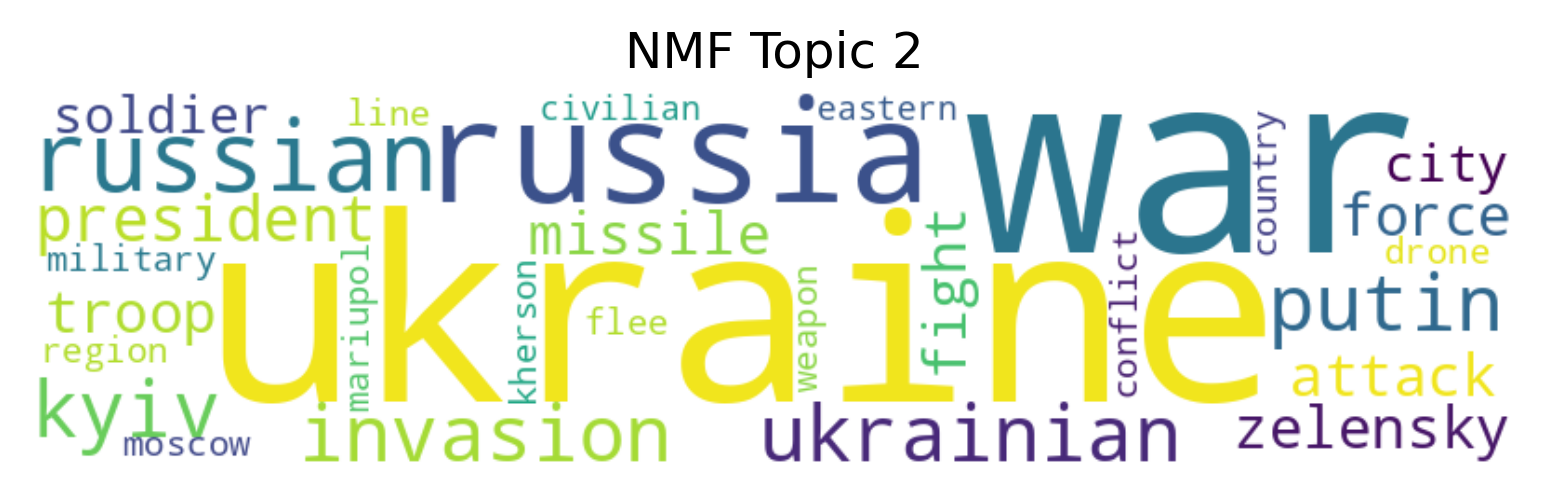 NMF Topic 2
soldier
line
civilian
eastern
russian
russia
war
country
city
president
missile
fight
force
military
ukraine
conflict
drone
troop
mariupol
kherson
flee
weapon
putin
region
attack
kyiv
invasion
ukrainian
zelensky
moscow